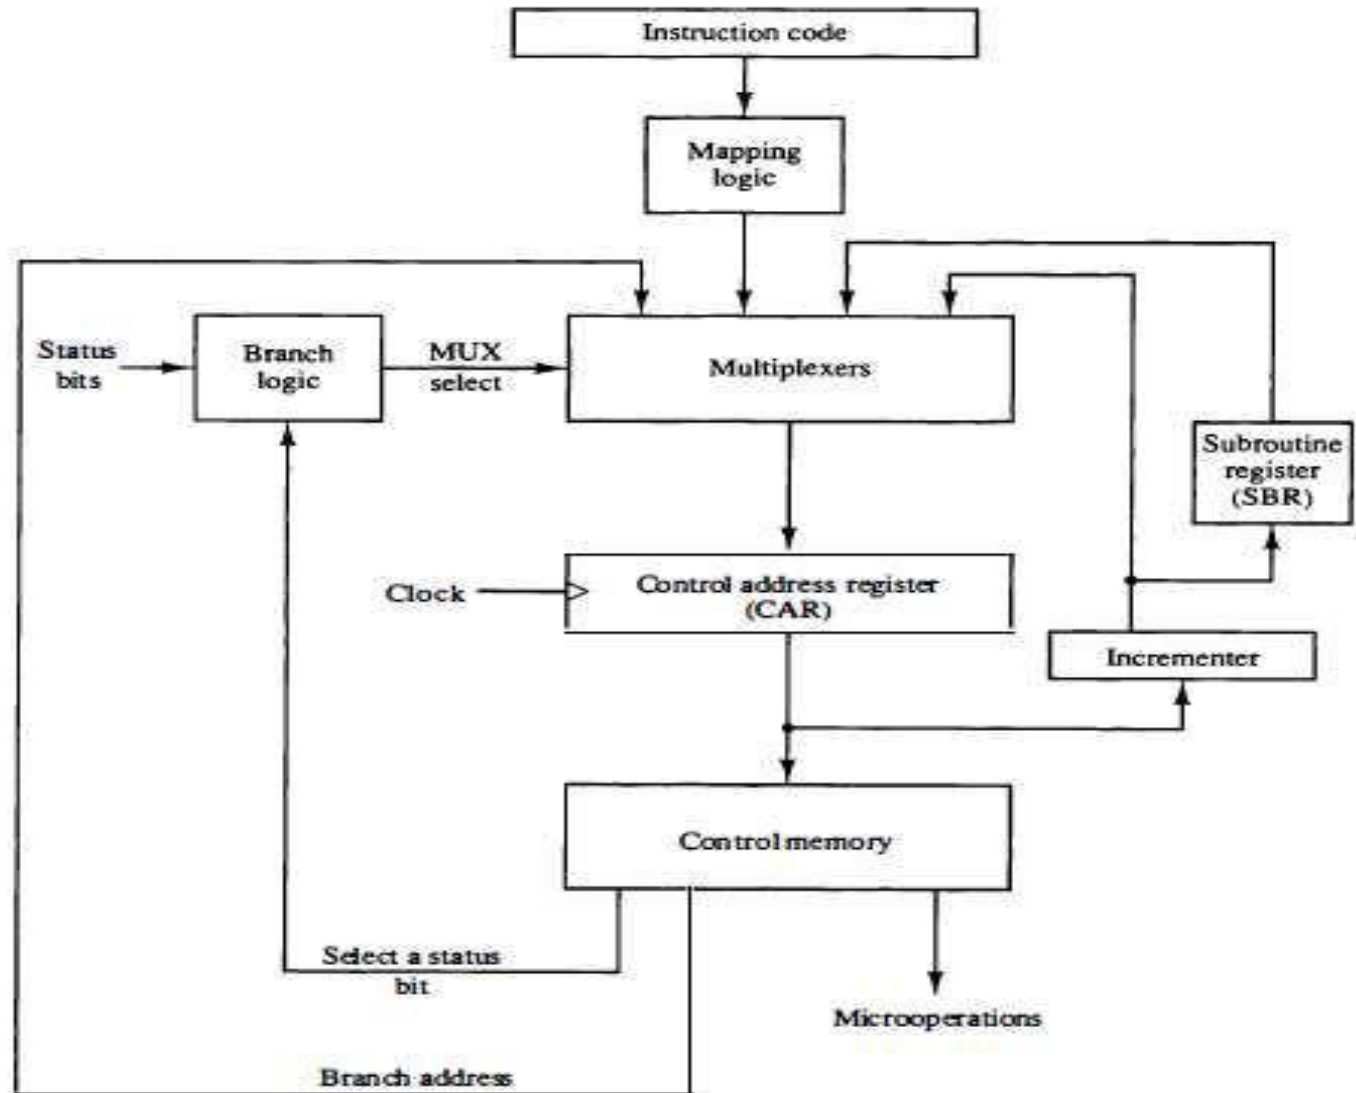 Instruction code
Mapping
logic
Status
bits
Branch
logic
MUX
select
Multiplexers
Subroutine
register
(SBR)
Clock
Control address register
(CAR)
Incrementer
Control memory
Select a status
bit
Microoperations
Branch address